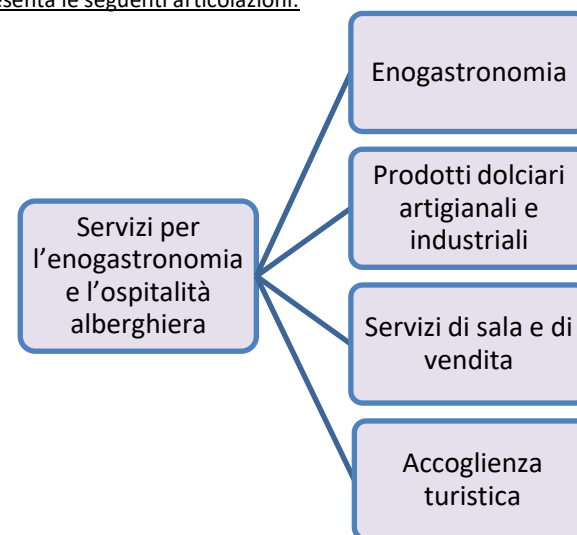 le seguenti articolazioni:
Enogastronomia
Prodotti dolciari
artigianali e
industriali
Servizi per
l’enogastronomia
e l’ospitalità
alberghiera
Servizi di sala e di
vendita
Accoglienza
turistica